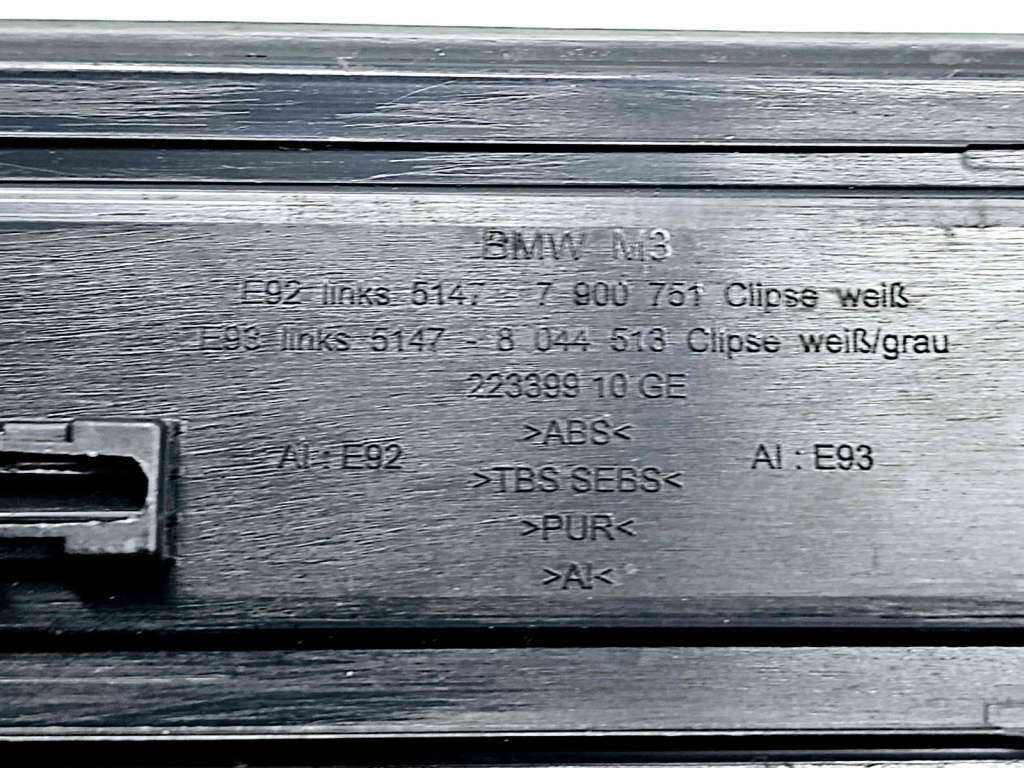 BMW M3
E92 links 5147 - 7 900 751 Clipse weiß
E93 links 5147 - 8 044 513 Clipse weiß/grau
223399 10 GE
>ABS<
AI : E92
AI : E93
>TBS SEBS<
>PUR<
>AI<